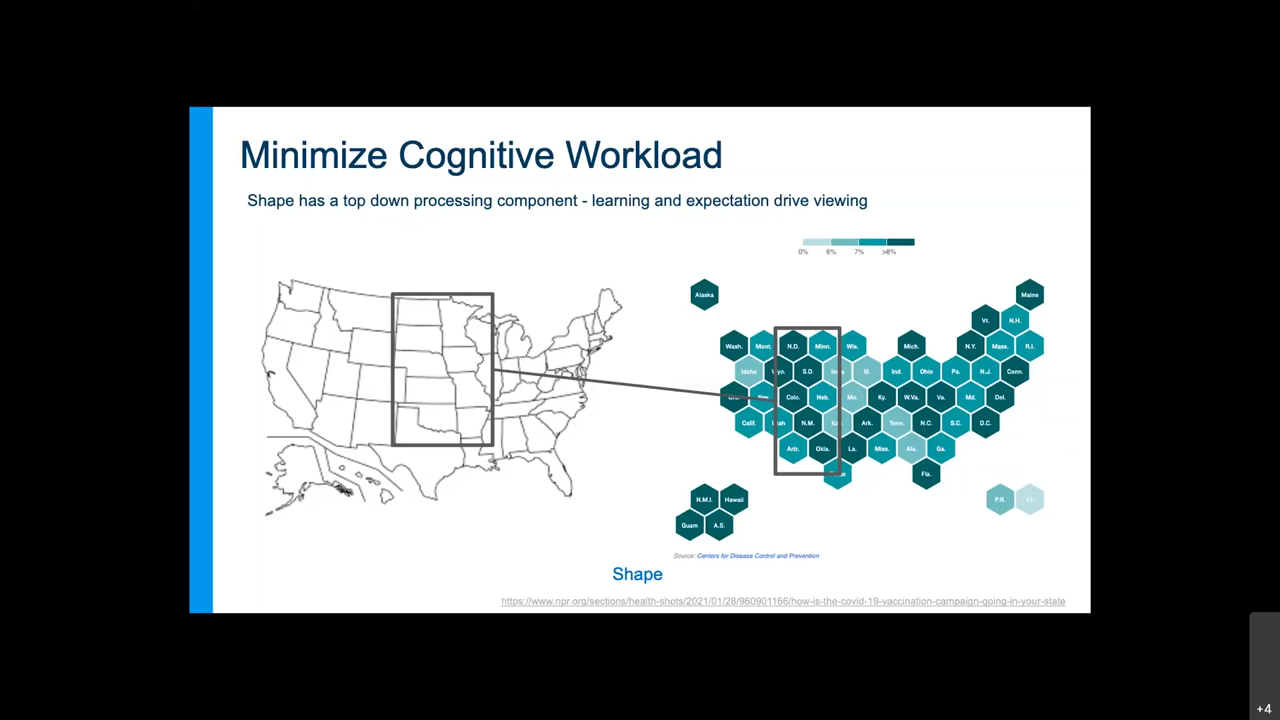 Minimize Cognitive Workload
Shape has a top down processing component - learning and expectation drive viewing
0% 6% 7% >8%
Alaska Maine
Vt. N.H.
Wash. Mont. N.D. Minn. Wis. Mich. N.Y. Mass. R.I.
Idaho Wyo. S.D. Ill. Ind. Ohio Pa. N.J. Conn.
Nev. Colo. Neb. Mo. Ky. W.Va. Va. Md. Del.
Calif. Utah N.M. Ark. Tenn. N.C. S.C. D.C.
Ariz. Okla. La. Miss. Ala. Ga.
Fla.
N.M.I. Hawaii P.R.
Guam A.S.
Source: Centers for Disease Control and Prevention
Shape
https://www.npr.org/sections/health-shots/2021/01/28/960901166/how-is-the-covid-19-vaccination-campaign-going-in-your-state
+4